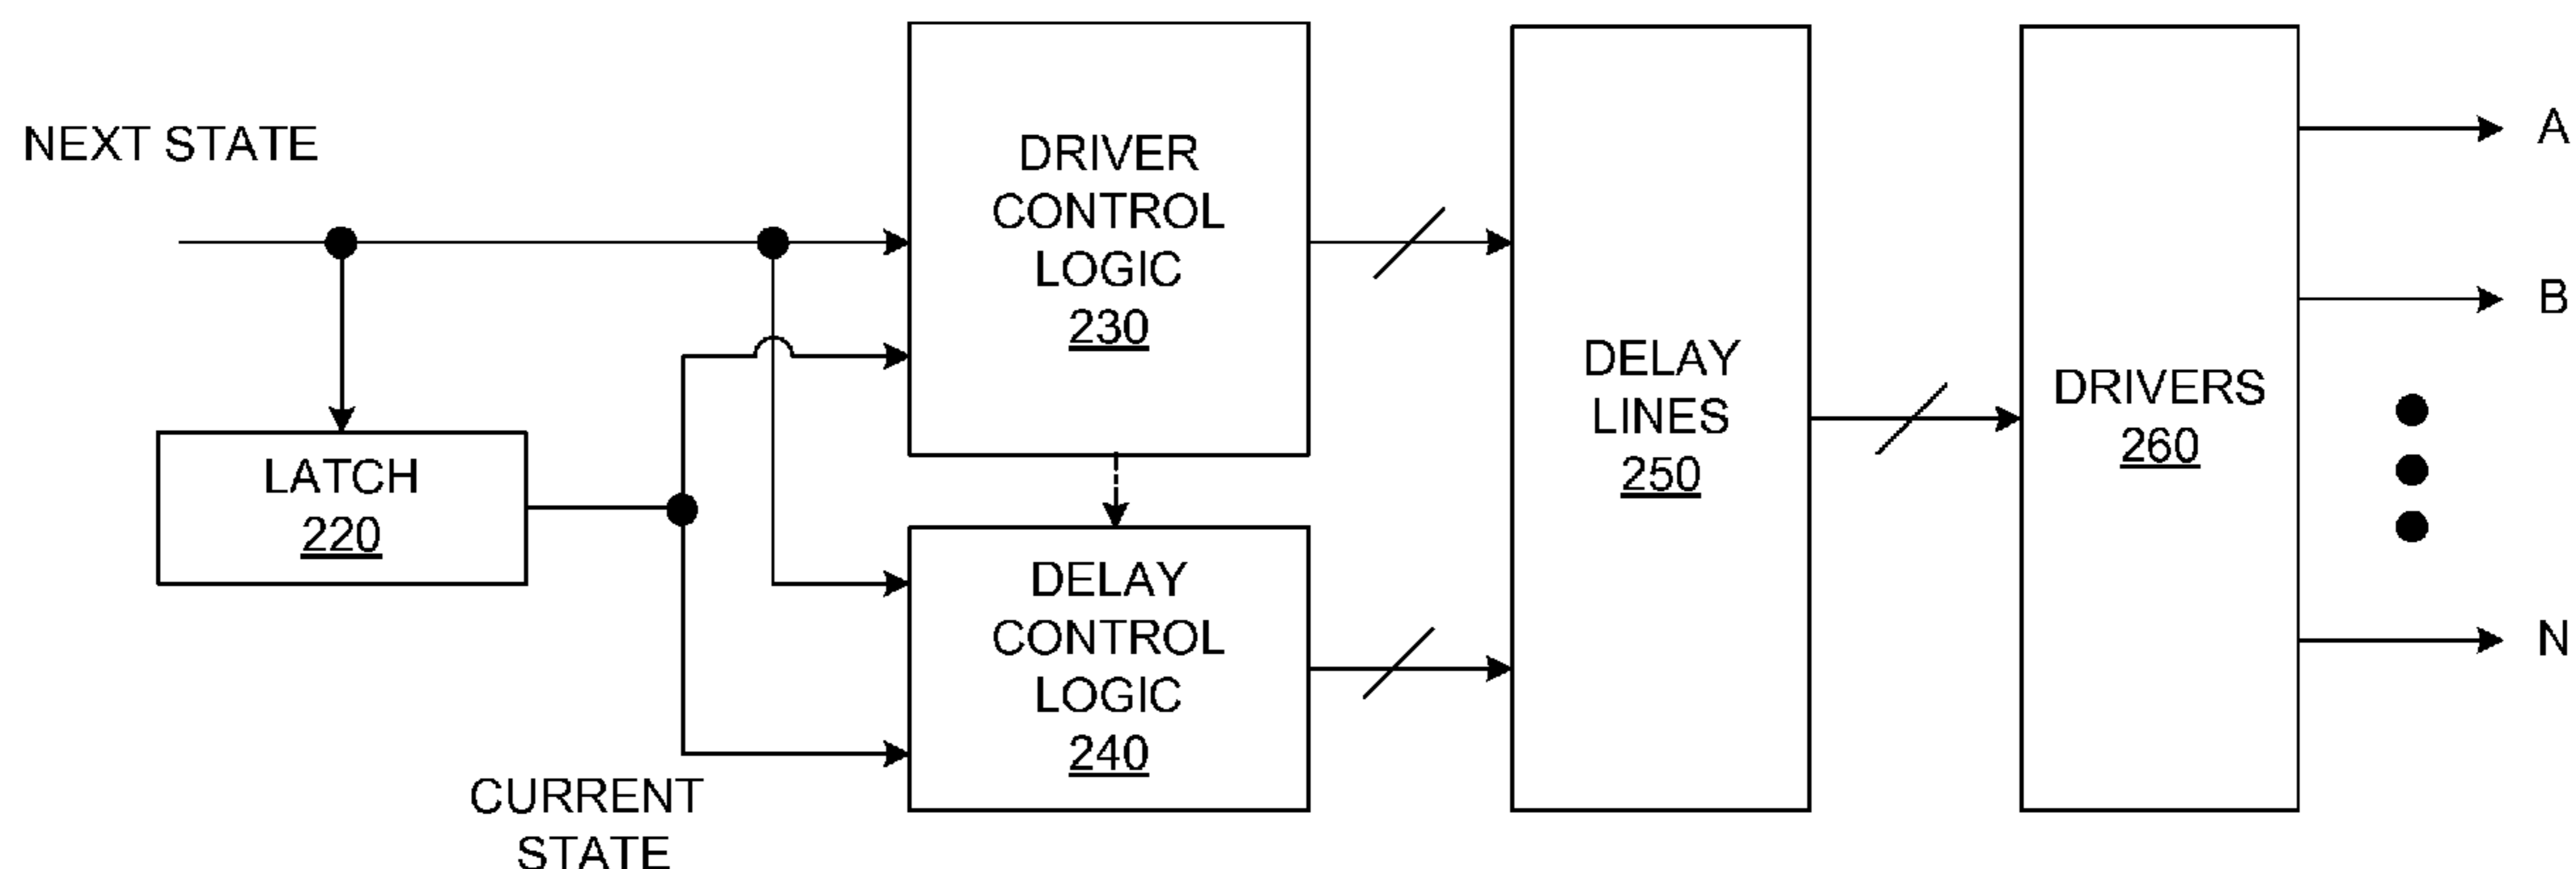 NEXT STATE
LATCH
220
CURRENT
STATE
DRIVER
CONTROL
LOGIC
230
DELAY
CONTROL
LOGIC
240
DELAY
LINES
250
DRIVERS
260
A
B
N